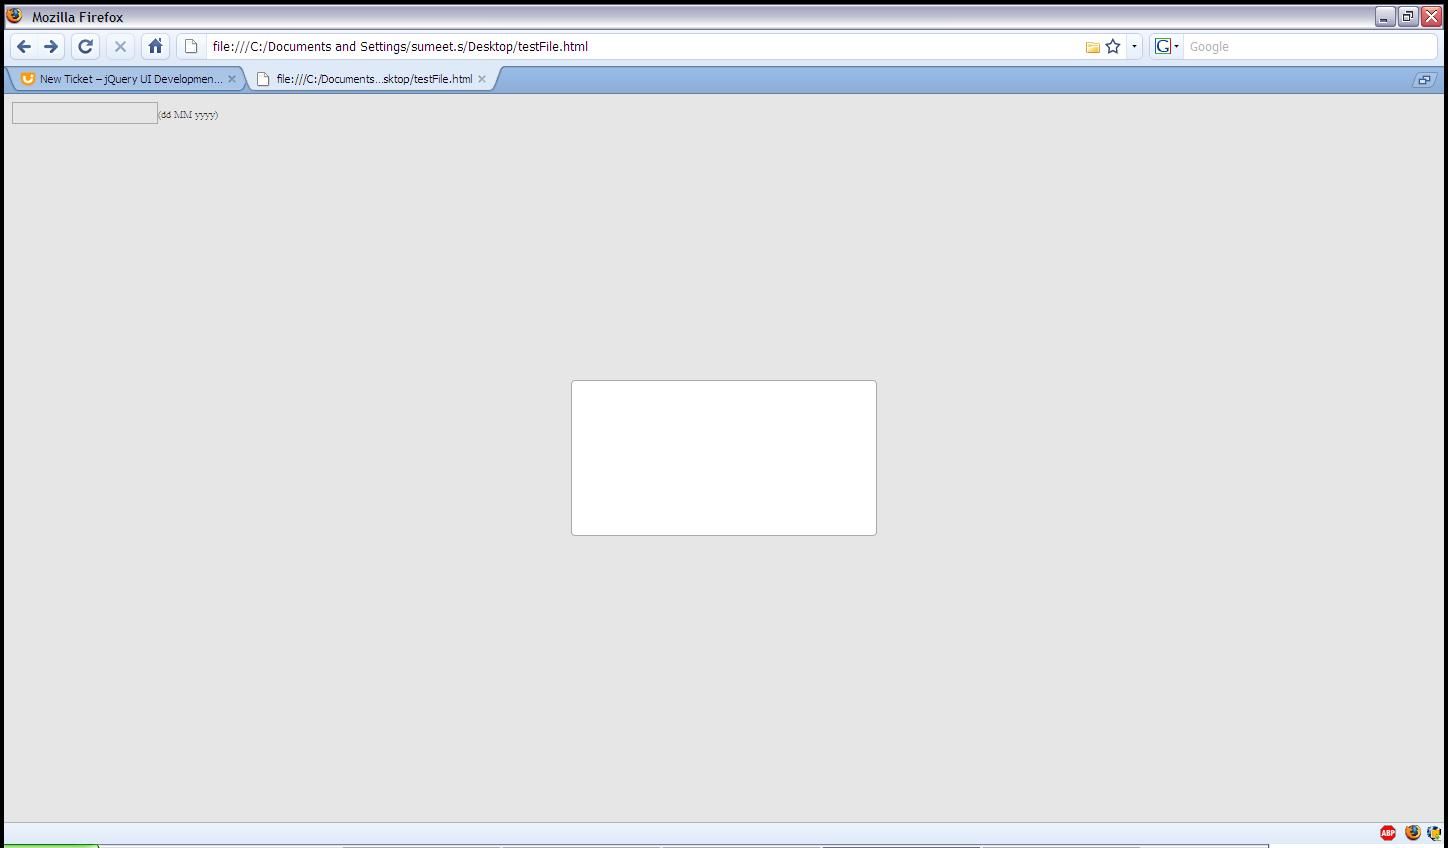 Mozilla Firefox
file:///C:/Documents and Settings/sumeet.s/Desktop/testFile.html
Google
New Ticket – jQuery UI Developmen...
file:///C:/Documents...sktop/testFile.html
(dd MM yyyy)
ABP